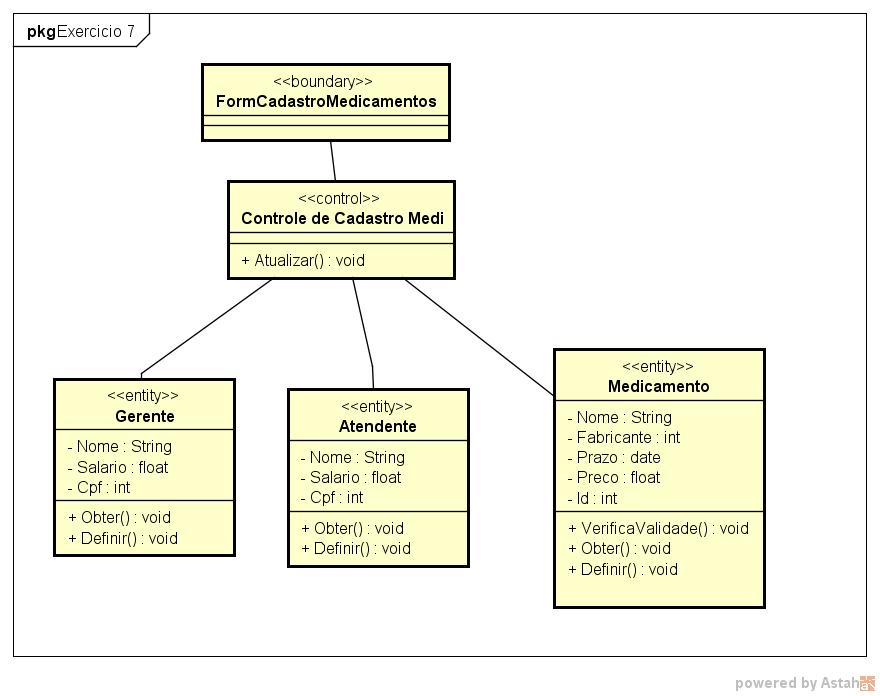 pkg Exercicio 7
<<boundary>>
FormCadastroMedicamentos
<<control>>
Controle de Cadastro Medi
+ Atualizar() : void
<<entity>>
Gerente
- Nome : String
- Salario : float
- Cpf : int
+ Obter() : void
+ Definir() : void
<<entity>>
Atendente
- Nome : String
- Salario : float
- Cpf : int
+ Obter() : void
+ Definir() : void
<<entity>>
Medicamento
- Nome : String
- Fabricante : int
- Prazo : date
- Preco : float
- Id : int
+ VerificaValidade() : void
+ Obter() : void
+ Definir() : void
powered by Astah